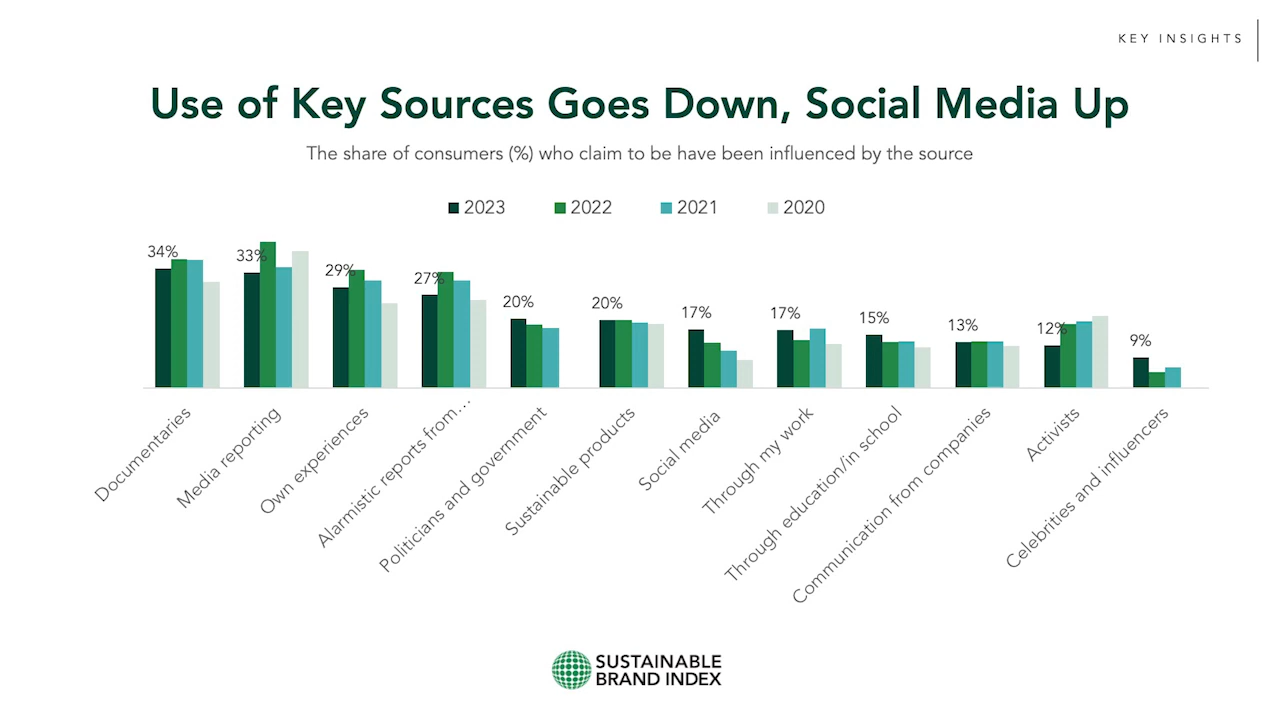 KEY INSIGHTS
Use of Key Sources Goes Down, Social Media Up
The share of consumers (%) who claim to be have been influenced by the source
2023 2022 2021 2020
34% 33% 29% 27% 20% 20% 17% 17% 15% 13% 12% 9%
Documentaries
Media reporting
Own experiences
Alarmistic reports from...
Politicians and government
Sustainable products
Social media
Through my work
Through education/in school
Communication from companies
Activists
Celebrities and influencers
SUSTAINABLE
BRAND INDEX